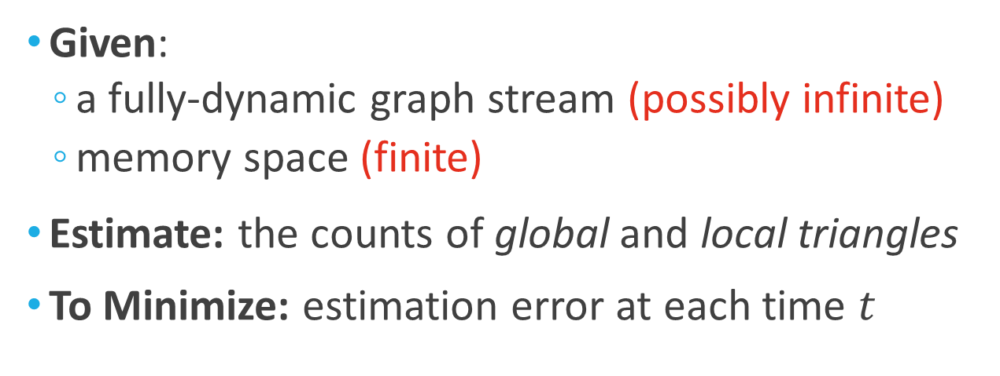 • Given:
◦ a fully-dynamic graph stream (possibly infinite)
◦ memory space (finite)
• Estimate: the counts of global and local triangles
• To Minimize: estimation error at each time t